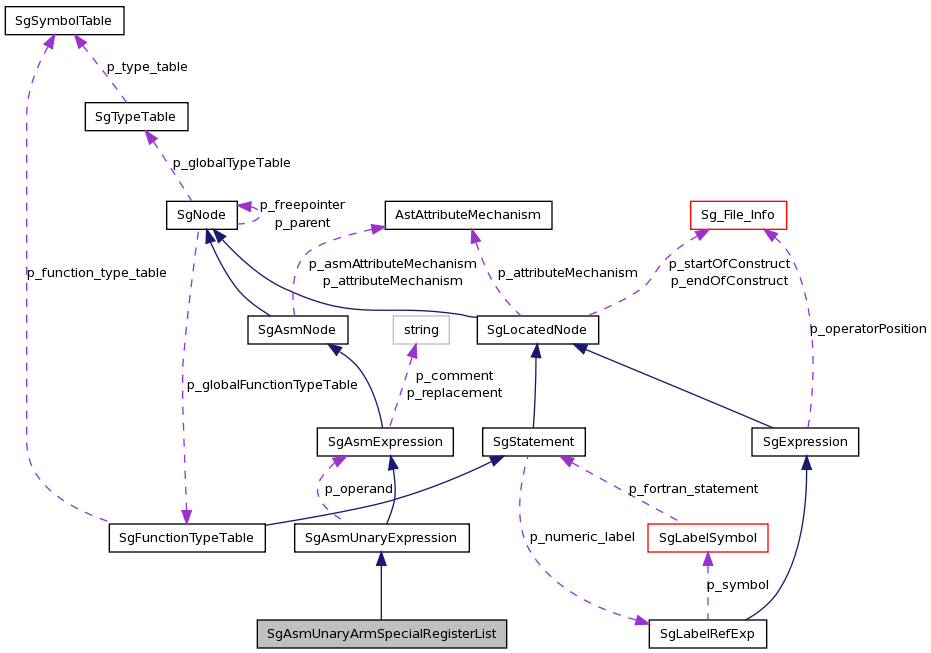 SgSymbolTable
p_type_table
SgTypeTable
p_globalTypeTable
SgNode
p_freepointer
p_parent
AstAttributeMechanism
Sg_File_Info
p_function_type_table
p_asmAttributeMechanism
p_attributeMechanism
p_attributeMechanism
p_startOfConstruct
p_endOfConstruct
SgAsmNode
string
SgLocatedNode
p_operatorPosition
p_globalFunctionTypeTable
p_comment
p_replacement
SgAsmExpression
SgStatement
SgExpression
p_operand
p_fortran_statement
SgFunctionTypeTable
SgAsmUnaryExpression
p_numeric_label
SgLabelSymbol
p_symbol
SgAsmUnaryArmSpecialRegisterList
SgLabelRefExp